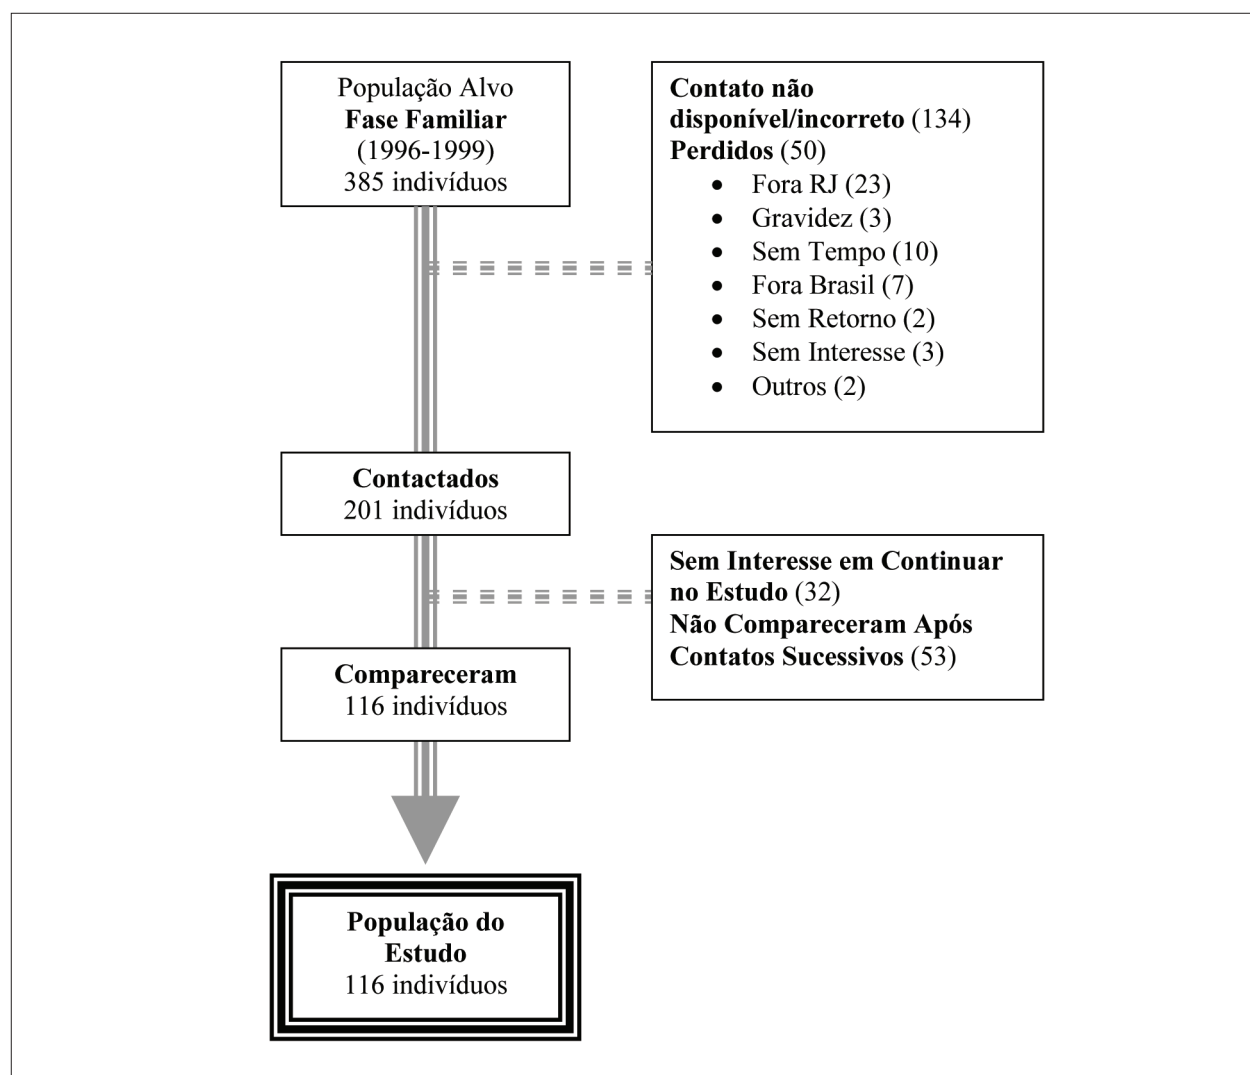 População Alvo
Fase Familiar
(1996-1999)
385 indivíduos
Contato não
disponível/incorreto (134)
Perdidos (50)
• Fora RJ (23)
• Gravidez (3)
• Sem Tempo (10)
• Fora Brasil (7)
• Sem Retorno (2)
• Sem Interesse (3)
• Outros (2)
Contactados
201 indivíduos
Sem Interesse em Continuar
no Estudo (32)
Não Compareceram Após
Contatos Sucessivos (53)
Compareceram
116 indivíduos
População do
Estudo
116 indivíduos